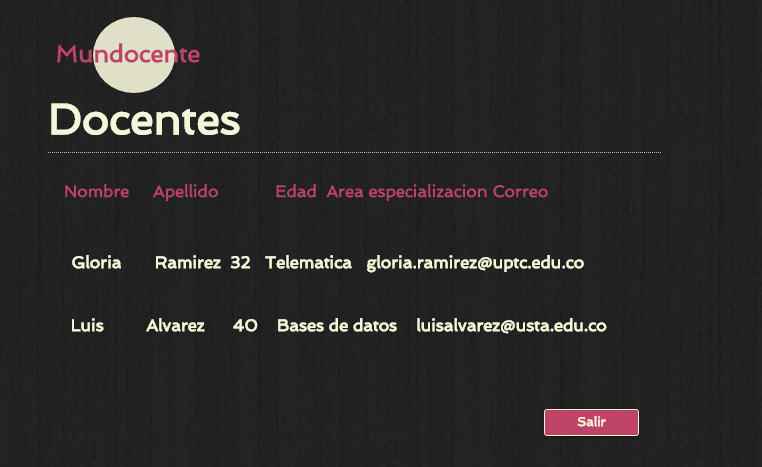 Mundocente
Docentes
Nombre Apellido Edad Area especializacion Correo
Gloria Ramirez 32 Telematica gloria.ramirez@uptc.edu.co
Luis Alvarez 40 Bases de datos luisalvarez@usta.edu.co
Salir